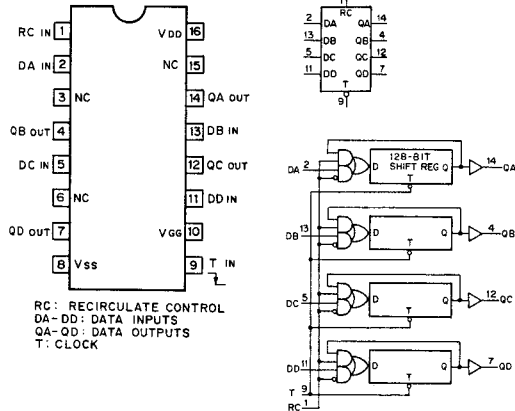 RC IN 1
DA IN 2
3 NC
QB OUT 4
DC IN 5
6 NC
QD OUT 7
8 VSS
VDD 16
NC 15
14 QA OUT
13 DB IN
12 QC OUT
11 DD IN
VGG 10
9 T IN
RC: RECIRCULATE CONTROL
DA-DD: DATA INPUTS
QA-QD: DATA OUTPUTS
T: CLOCK
1
RC
2 DA QA 14
13 DB QB 4
5 DC QC 12
11 DD QD 7
T
9
128-BIT
SHIFT REG
DA 2 D Q 14 QA
T
DB 13 D Q 4 QB
T
DC 5 D Q 12 QC
T
DD 11 D Q 7 QD
T 9 T
RC 1